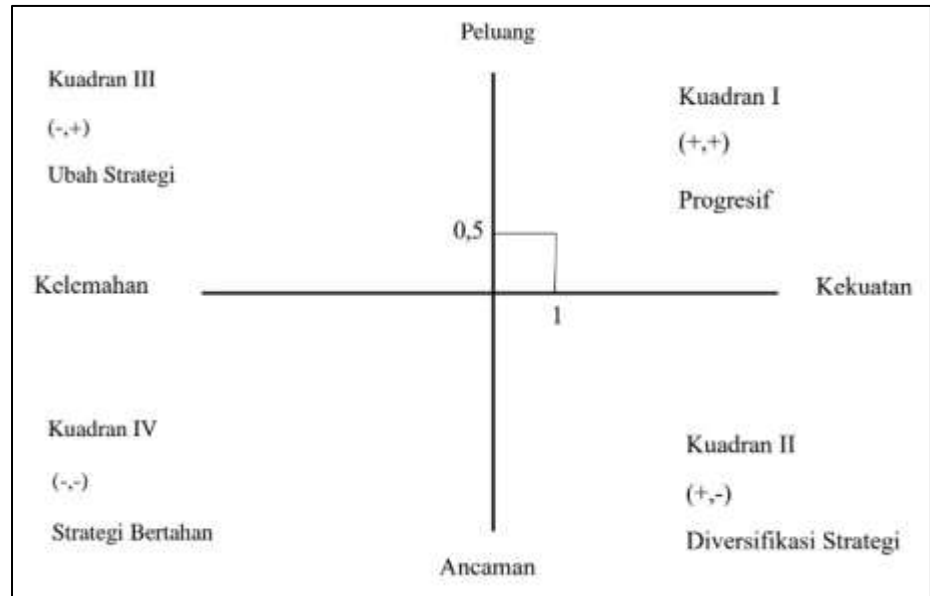 Peluang
Kuadran III
(-,+)
Ubah Strategi
Kuadran I
(+,+)
Progresif
0,5
Kelemahan
Kekuatan
1
Kuadran IV
(-,-)
Strategi Bertahan
Kuadran II
(+,-)
Diversifikasi Strategi
Ancaman